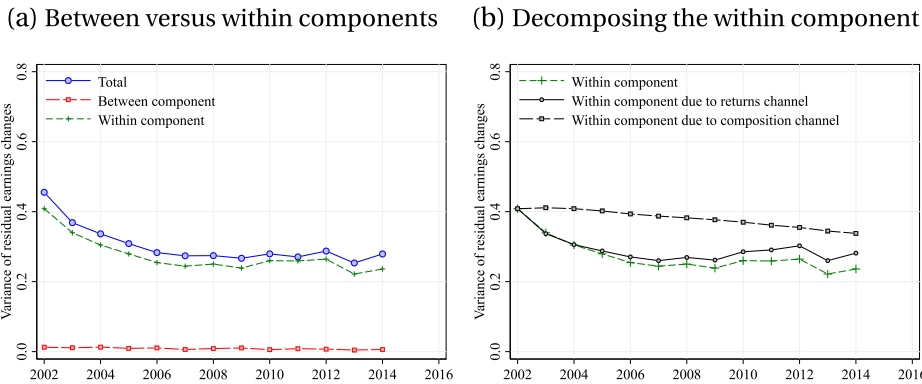 (a) Between versus within components
Variance of residual earnings changes
0.8
0.6
0.4
0.2
0.0
Total
Between component
Within component
2002 2004 2006 2008 2010 2012 2014 2016
(b) Decomposing the within component
Variance of residual earnings changes
0.8
0.6
0.4
0.2
0.0
Within component
Within component due to returns channel
Within component due to composition channel
2002 2004 2006 2008 2010 2012 2014 2016